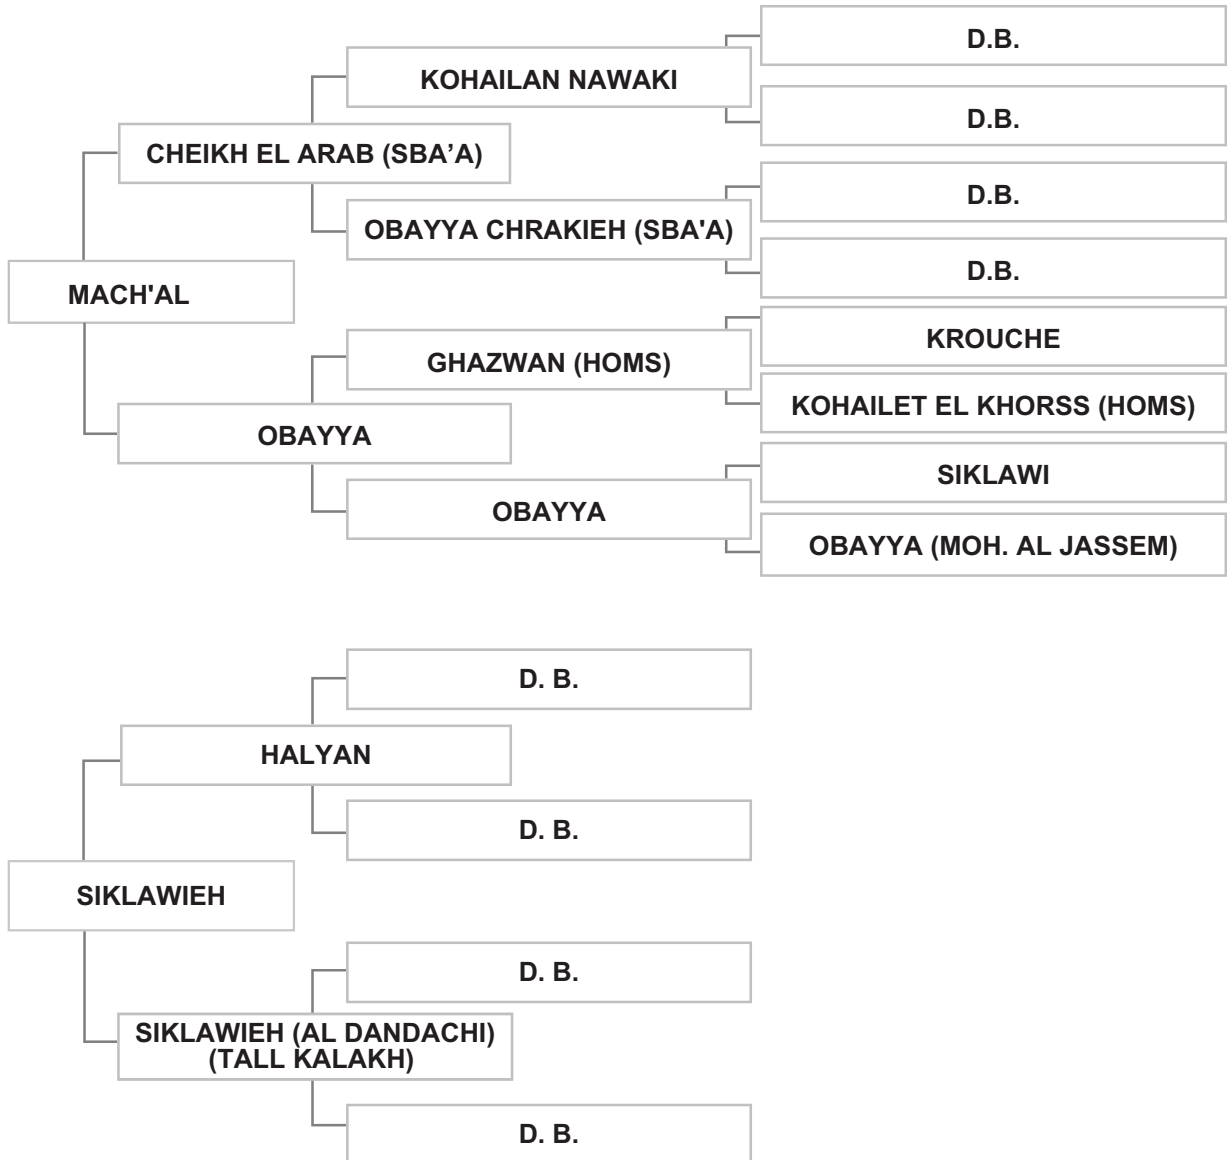 D.B.
KOHAILAN NAWAKI
D.B.
CHEIKH EL ARAB (SBA’A)
D.B.
OBAYYA CHRAKIEH (SBA'A)
D.B.
MACH'AL
KROUCHE
GHAZWAN (HOMS)
KOHAILET EL KHORSS (HOMS)
OBAYYA
SIKLAWI
OBAYYA
OBAYYA (MOH. AL JASSEM)
D. B.
HALYAN
D. B.
SIKLAWIEH
D. B.
SIKLAWIEH (AL DANDACHI)
(TALL KALAKH)
D. B.